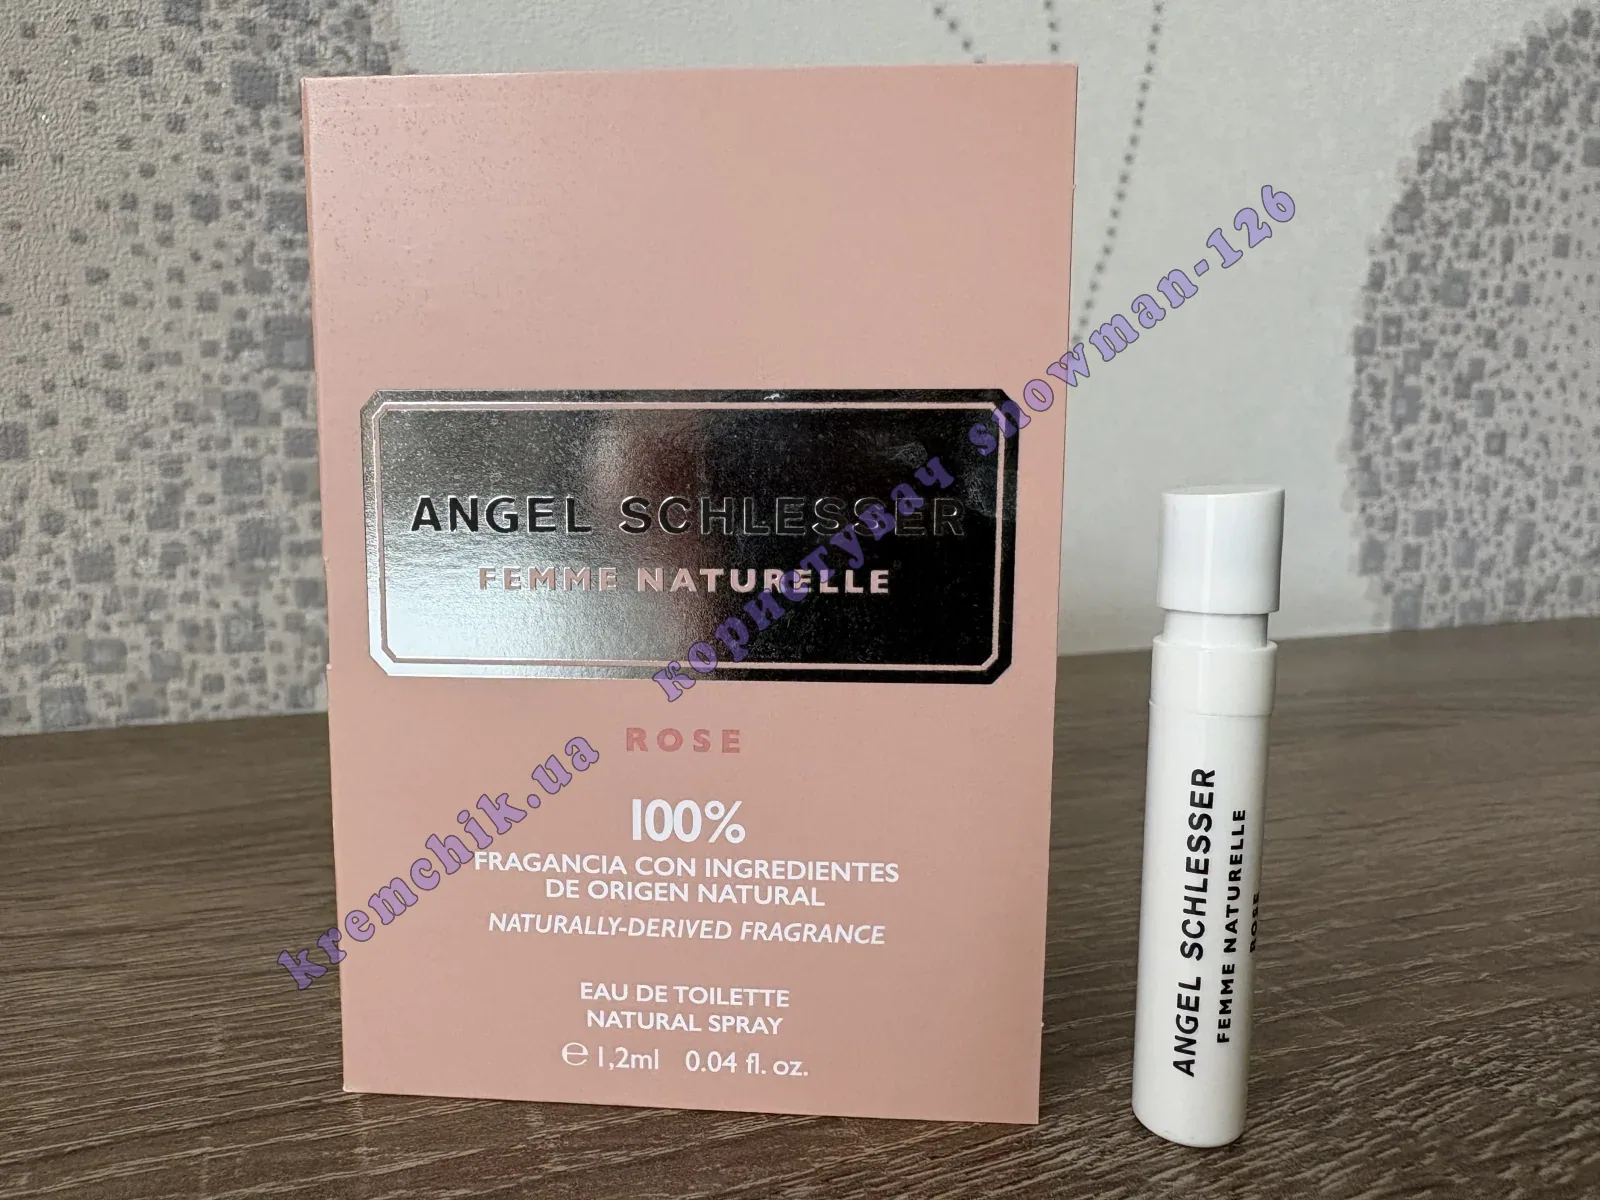 ANGEL SCHLESSER
FEMME NATURELLE
ROSE
100%
FRAGANCIA CON INGREDIENTES
DE ORIGEN NATURAL
NATURALLY-DERIVED FRAGRANCE
EAU DE TOILETTE
NATURAL SPRAY
℮ 1,2ml 0.04 fl. oz.
ANGEL SCHLESSER
FEMME NATURELLE
ROSE
kremchik.ua користувач snowman-126